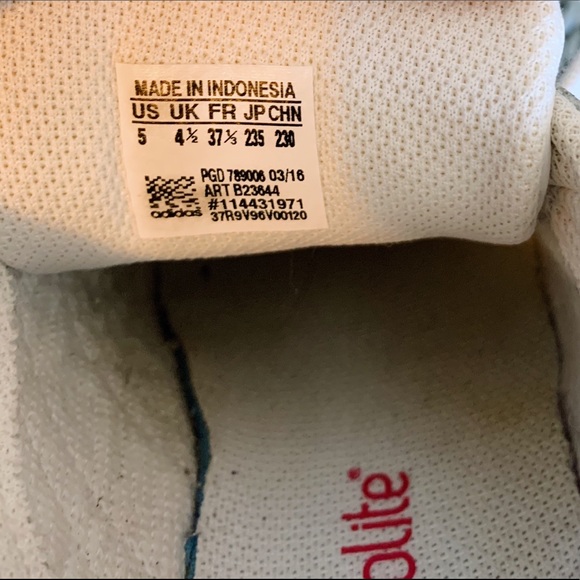 MADE IN INDONESIA
US UK FR JP CHN
5 4½ 37⅓ 235 230
PGD 789006 03/16
ART B23644
#114431971
37R9V96V00120
adidas
olite®